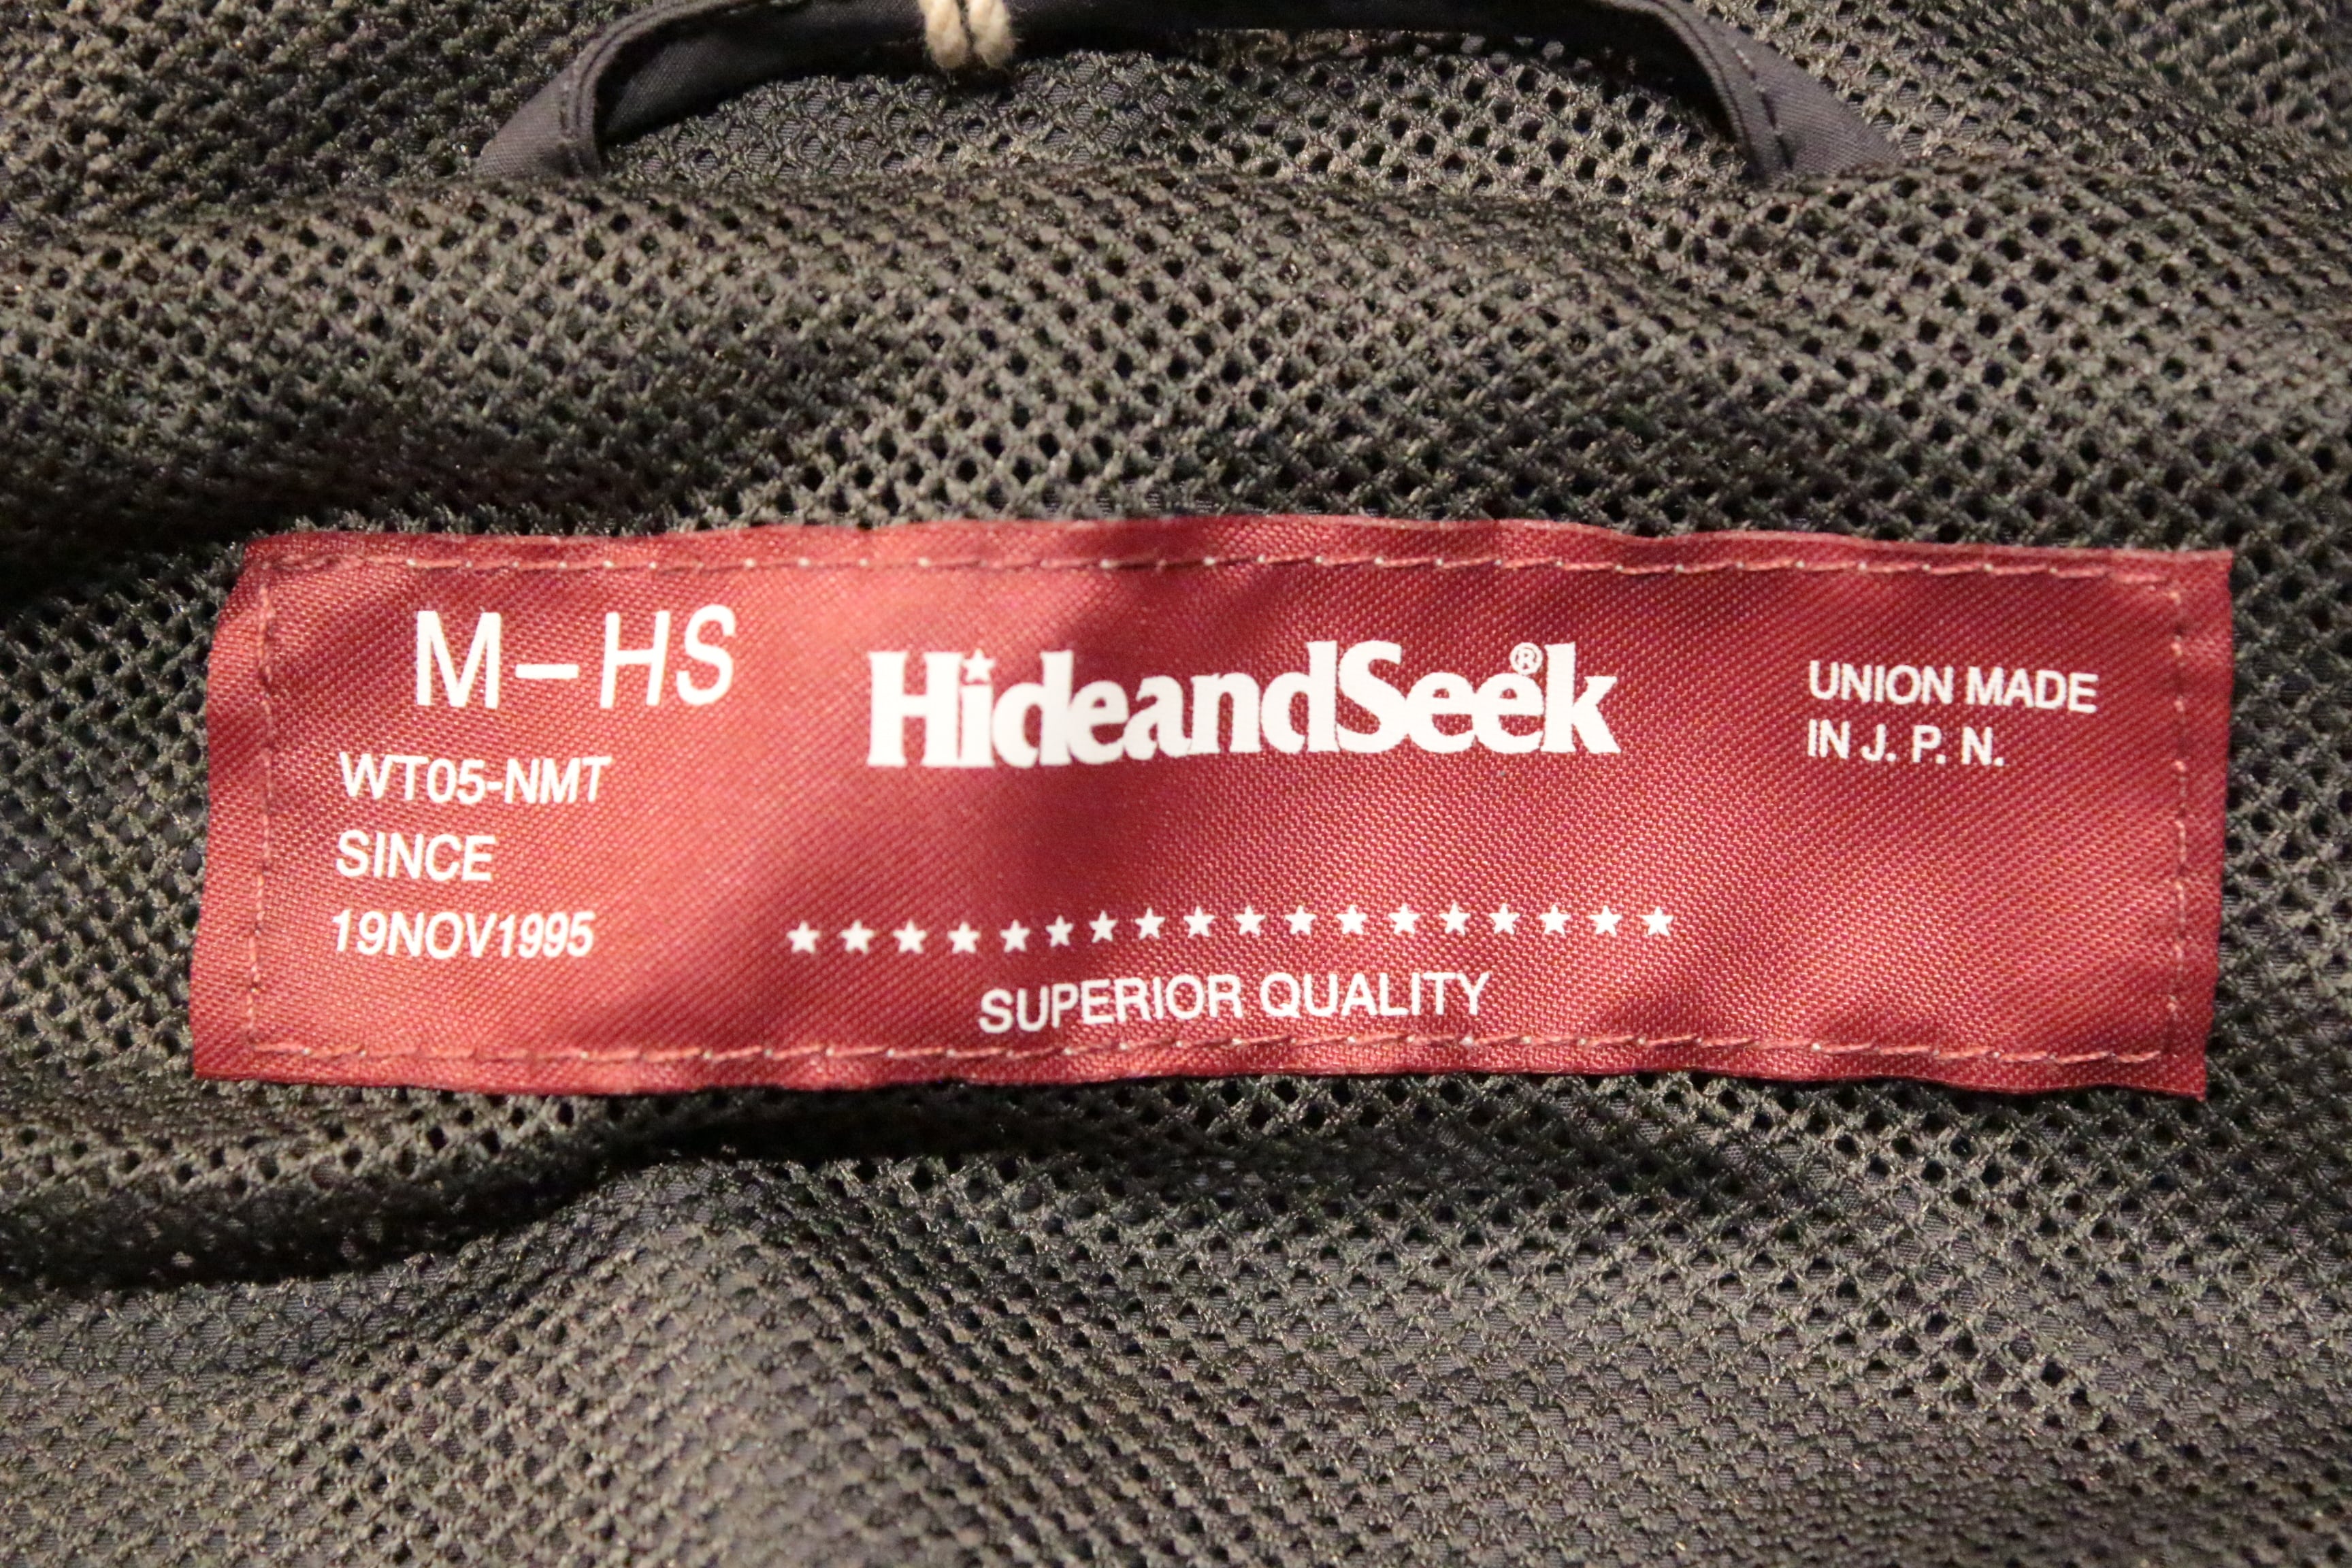 M-HS
WT05-NMT
SINCE
19NOV1995
HideandSeek®
★★★★★★★★★★★★★★★★★★
SUPERIOR QUALITY
UNION MADE
IN J. P. N.